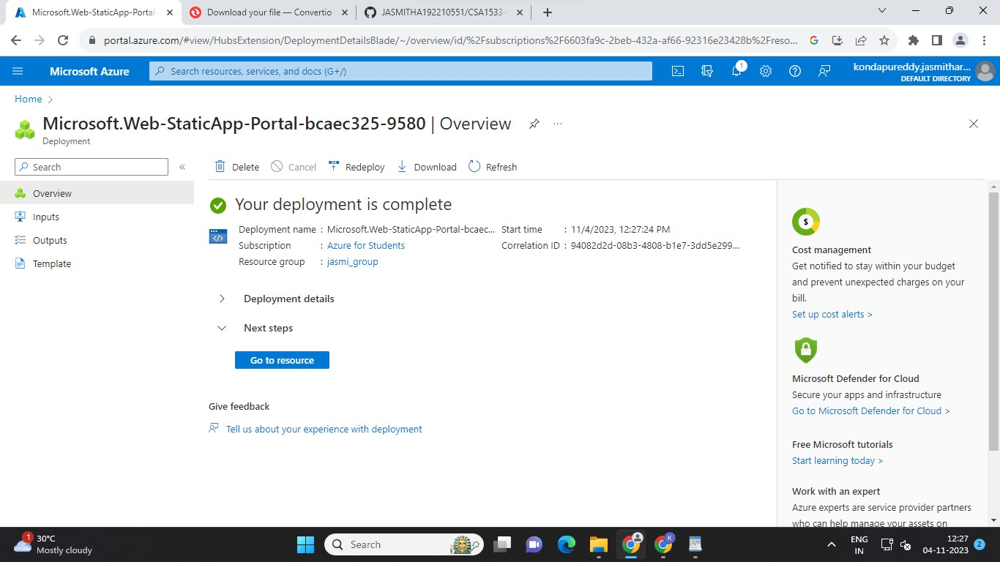 Microsoft.Web-StaticApp-Portal-
Download your file — Convertio
JASMITHA192210551/CSA1533-
portal.azure.com/#view/HubsExtension/DeploymentDetailsBlade/~/overview/id/%2Fsubscriptions%2F6603fa9c-2beb-432a-af66-92316e23428b%2Freso...
Microsoft Azure
Search resources, services, and docs (G+/)
1
kondapureddy.jasmithar...
DEFAULT DIRECTORY
Home >
Microsoft.Web-StaticApp-Portal-bcaec325-9580 | Overview
Deployment
Search
«
Delete
Cancel
Redeploy
Download
Refresh
Overview
Inputs
Outputs
Template
Your deployment is complete
Deployment name : Microsoft.Web-StaticApp-Portal-bcaec...
Subscription : Azure for Students
Resource group : jasmi_group
Start time : 11/4/2023, 12:27:24 PM
Correlation ID : 94082d2d-08b3-4808-b1e7-3dd5e299...
Deployment details
Next steps
Go to resource
Give feedback
Tell us about your experience with deployment
$
Cost management
Get notified to stay within your budget
and prevent unexpected charges on your
bill.
Set up cost alerts >
Microsoft Defender for Cloud
Secure your apps and infrastructure
Go to Microsoft Defender for Cloud >
Free Microsoft tutorials
Start learning today >
Work with an expert
Azure experts are service provider partners
who can help manage your assets on
1
30°C
Mostly cloudy
Search
K
ENG
IN
12:27
04-11-2023
2